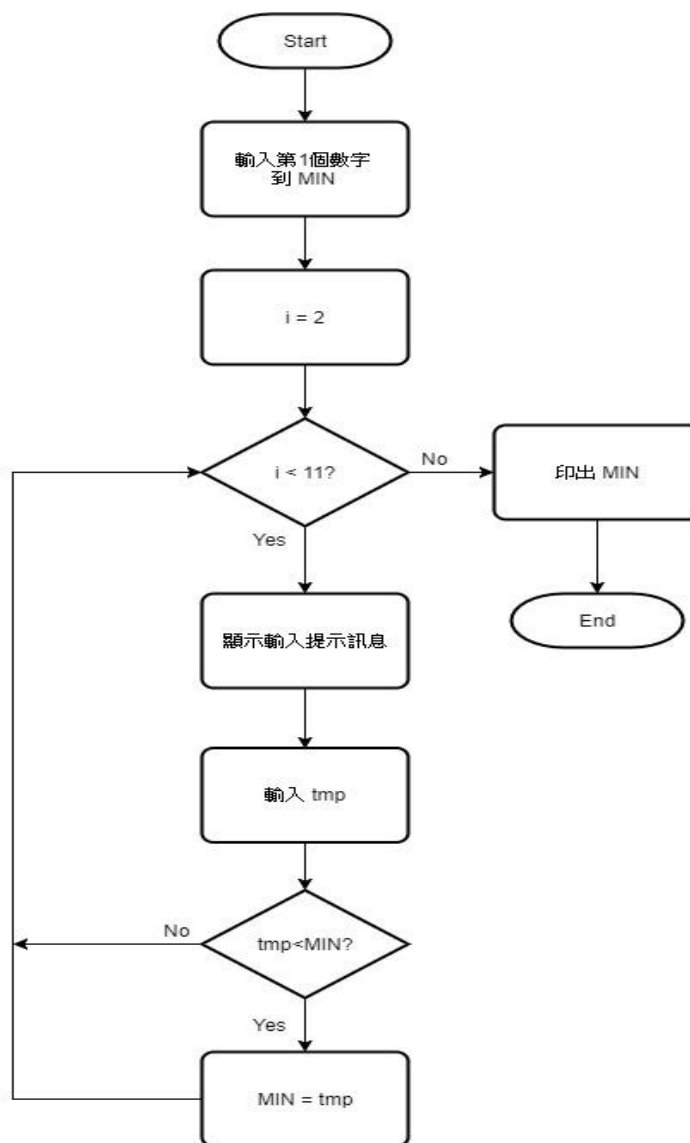 Start
輸入第1個數字
到 MIN
i = 2
i < 11?
No
印出 MIN
End
Yes
顯示輸入提示訊息
輸入 tmp
tmp<MIN?
No
Yes
MIN = tmp